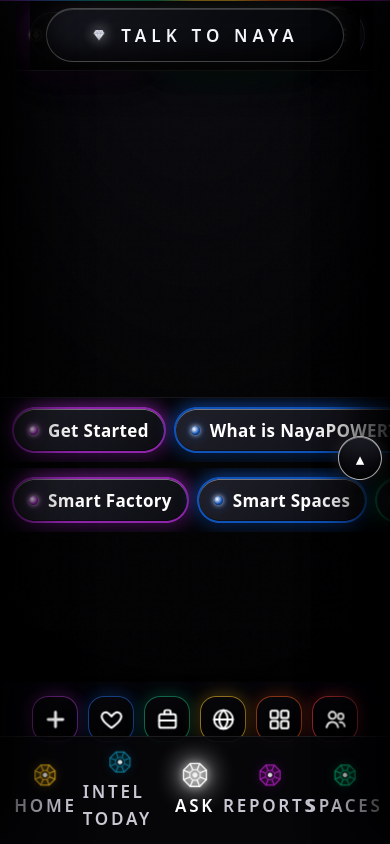 TALK TO NAYA
Get Started
What is NayaPOWER
▲
Smart Factory
Smart Spaces
HOME
INTEL
TODAY
ASK
REPORTS
SPACES